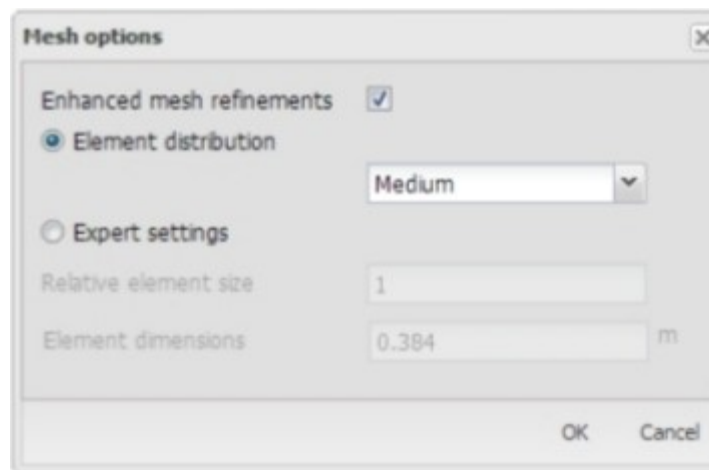 Mesh options
Enhanced mesh refinements
Element distribution
Medium
Expert settings
Relative element size 1
Element dimensions 0.384 m
OK Cancel